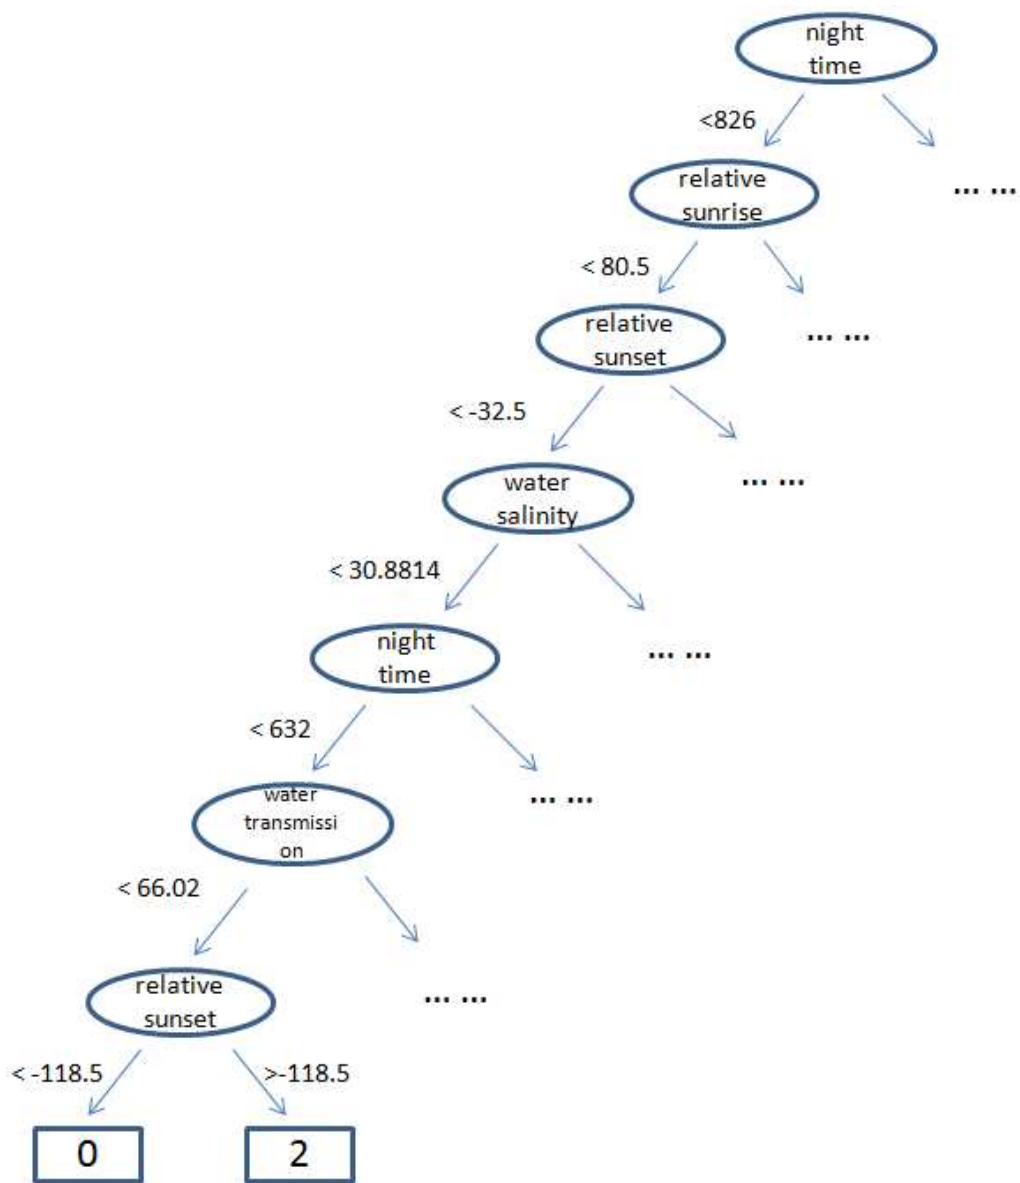 night
time
<826
relative
sunrise
... ...
< 80.5
relative
sunset
... ...
< -32.5
water
salinity
... ...
< 30.8814
night
time
... ...
< 632
water
transmissi
on
... ...
< 66.02
relative
sunset
... ...
< -118.5
>-118.5
0
2